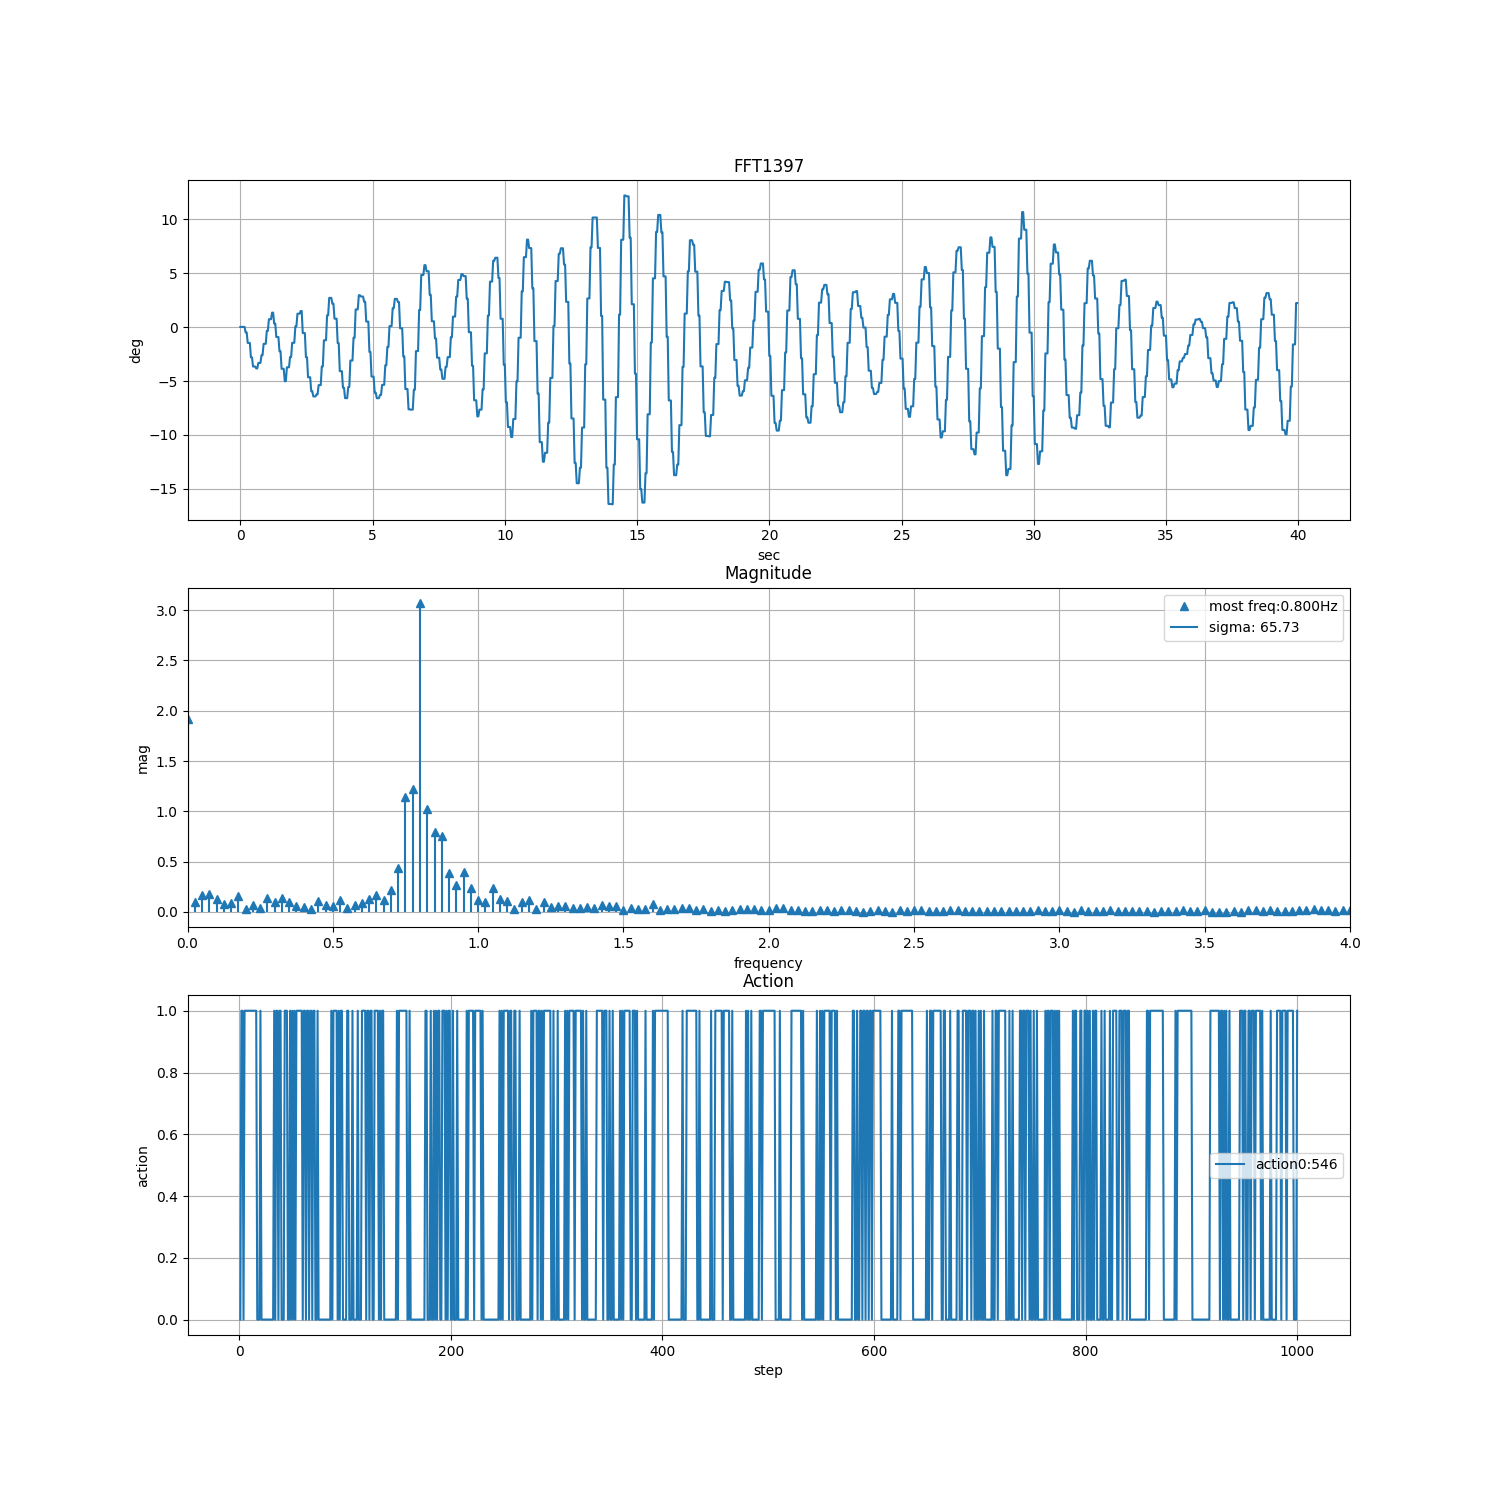 FFT1397
10
5
0
−5
−10
−15
deg
0 5 10 15 20 25 30 35 40
sec
Magnitude
3.0
2.5
2.0
1.5
1.0
0.5
0.0
mag
most freq:0.800Hz
sigma: 65.73
0.0 0.5 1.0 1.5 2.0 2.5 3.0 3.5 4.0
frequency
Action
1.0
0.8
0.6
0.4
0.2
0.0
action
action0:546
0 200 400 600 800 1000
step